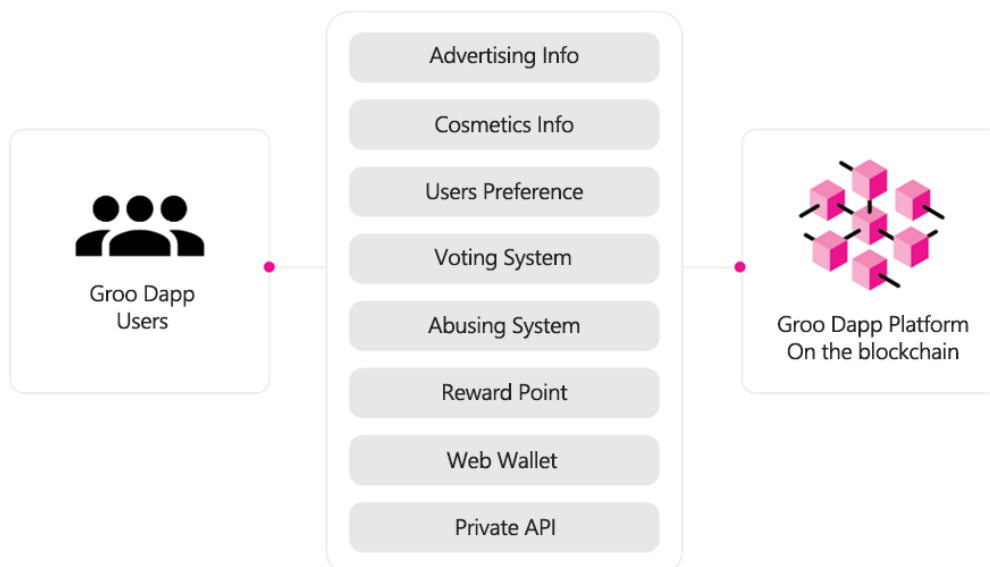 Groo Dapp
Users
Advertising Info
Cosmetics Info
Users Preference
Voting System
Abusing System
Reward Point
Web Wallet
Private API
Groo Dapp Platform
On the blockchain